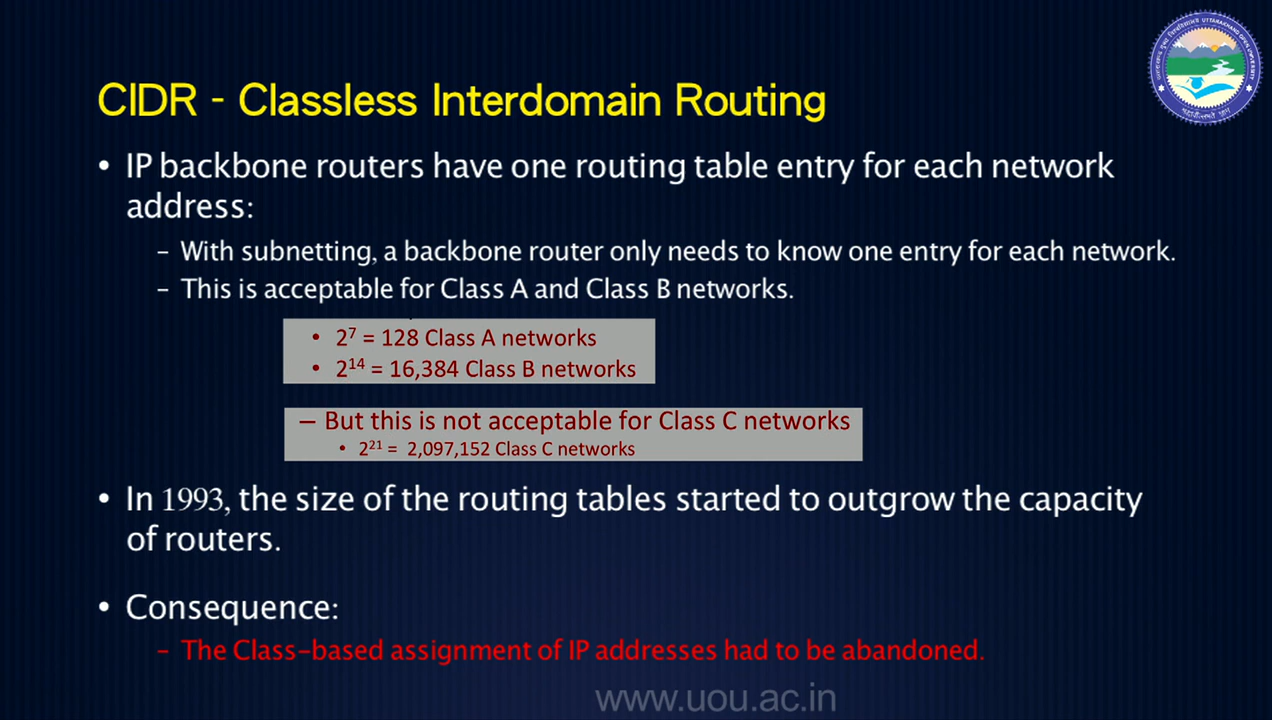 CIDR - Classless Interdomain Routing
• IP backbone routers have one routing table entry for each network
address:
– With subnetting, a backbone router only needs to know one entry for each network.
– This is acceptable for Class A and Class B networks.
• 2⁷ = 128 Class A networks
• 2¹⁴ = 16,384 Class B networks
– But this is not acceptable for Class C networks
• 2²¹ = 2,097,152 Class C networks
• In 1993, the size of the routing tables started to outgrow the capacity
of routers.
• Consequence:
– The Class-based assignment of IP addresses had to be abandoned.
www.uou.ac.in
UTTARAKHAND OPEN UNIVERSITY